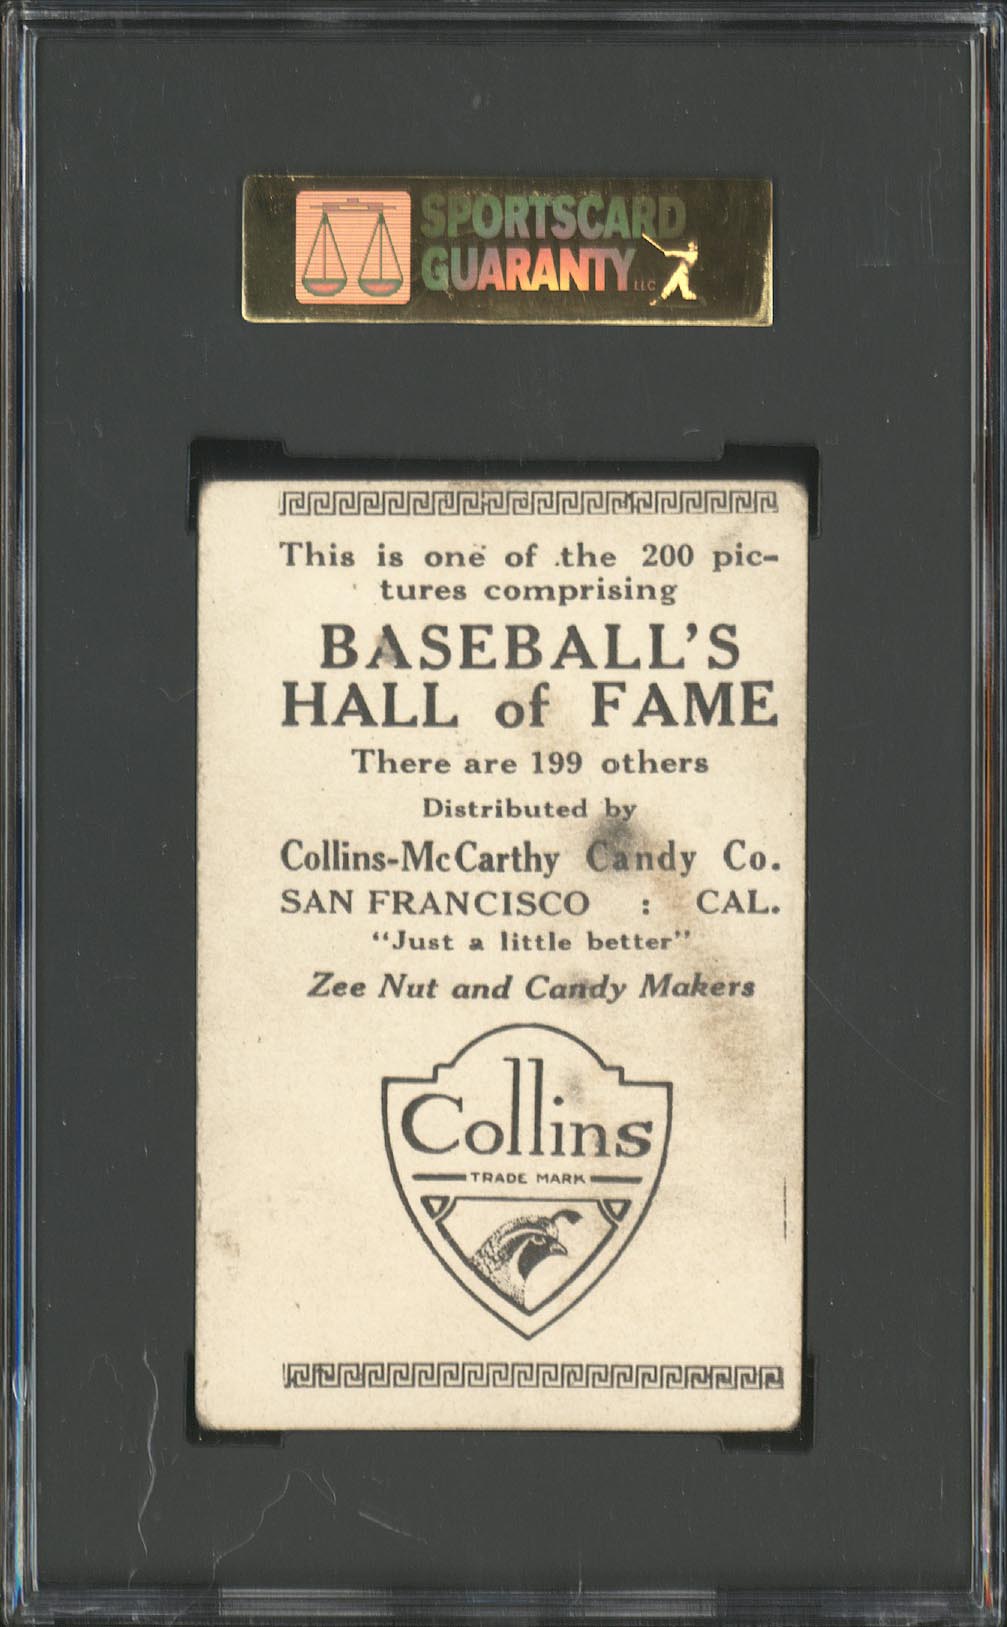 SPORTSCARD
GUARANTY LLC
This is one of the 200 pic-
tures comprising
BASEBALL'S
HALL of FAME
There are 199 others
Distributed by
Collins-McCarthy Candy Co.
SAN FRANCISCO : CAL.
"Just a little better"
Zee Nut and Candy Makers
Collins
TRADE MARK